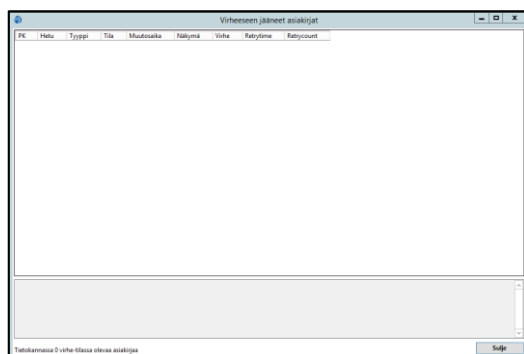 Virheeseen jääneet asiakirjat
PK Hetu Tyyppi Tila Muutosaika Näkymä Virhe Retrytime Retrycount
Tietokannassa 0 virhe-tilassa olevaa asiakirjaa
Sulje